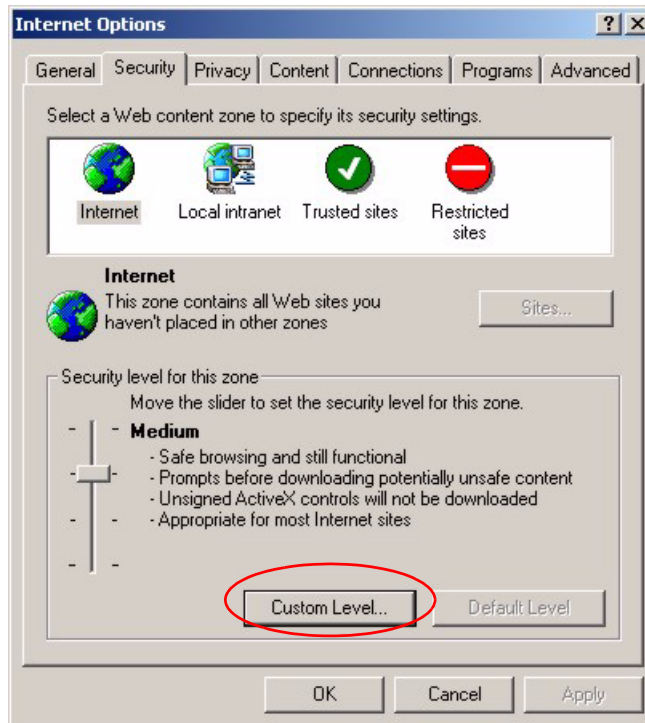 Internet Options
General Security Privacy Content Connections Programs Advanced
Select a Web content zone to specify its security settings.
Internet Local intranet Trusted sites Restricted
sites
Internet
This zone contains all Web sites you
haven't placed in other zones
Sites...
Security level for this zone
Move the slider to set the security level for this zone.
Medium
- Safe browsing and still functional
- Prompts before downloading potentially unsafe content
- Unsigned ActiveX controls will not be downloaded
- Appropriate for most Internet sites
Custom Level... Default Level
OK Cancel Apply